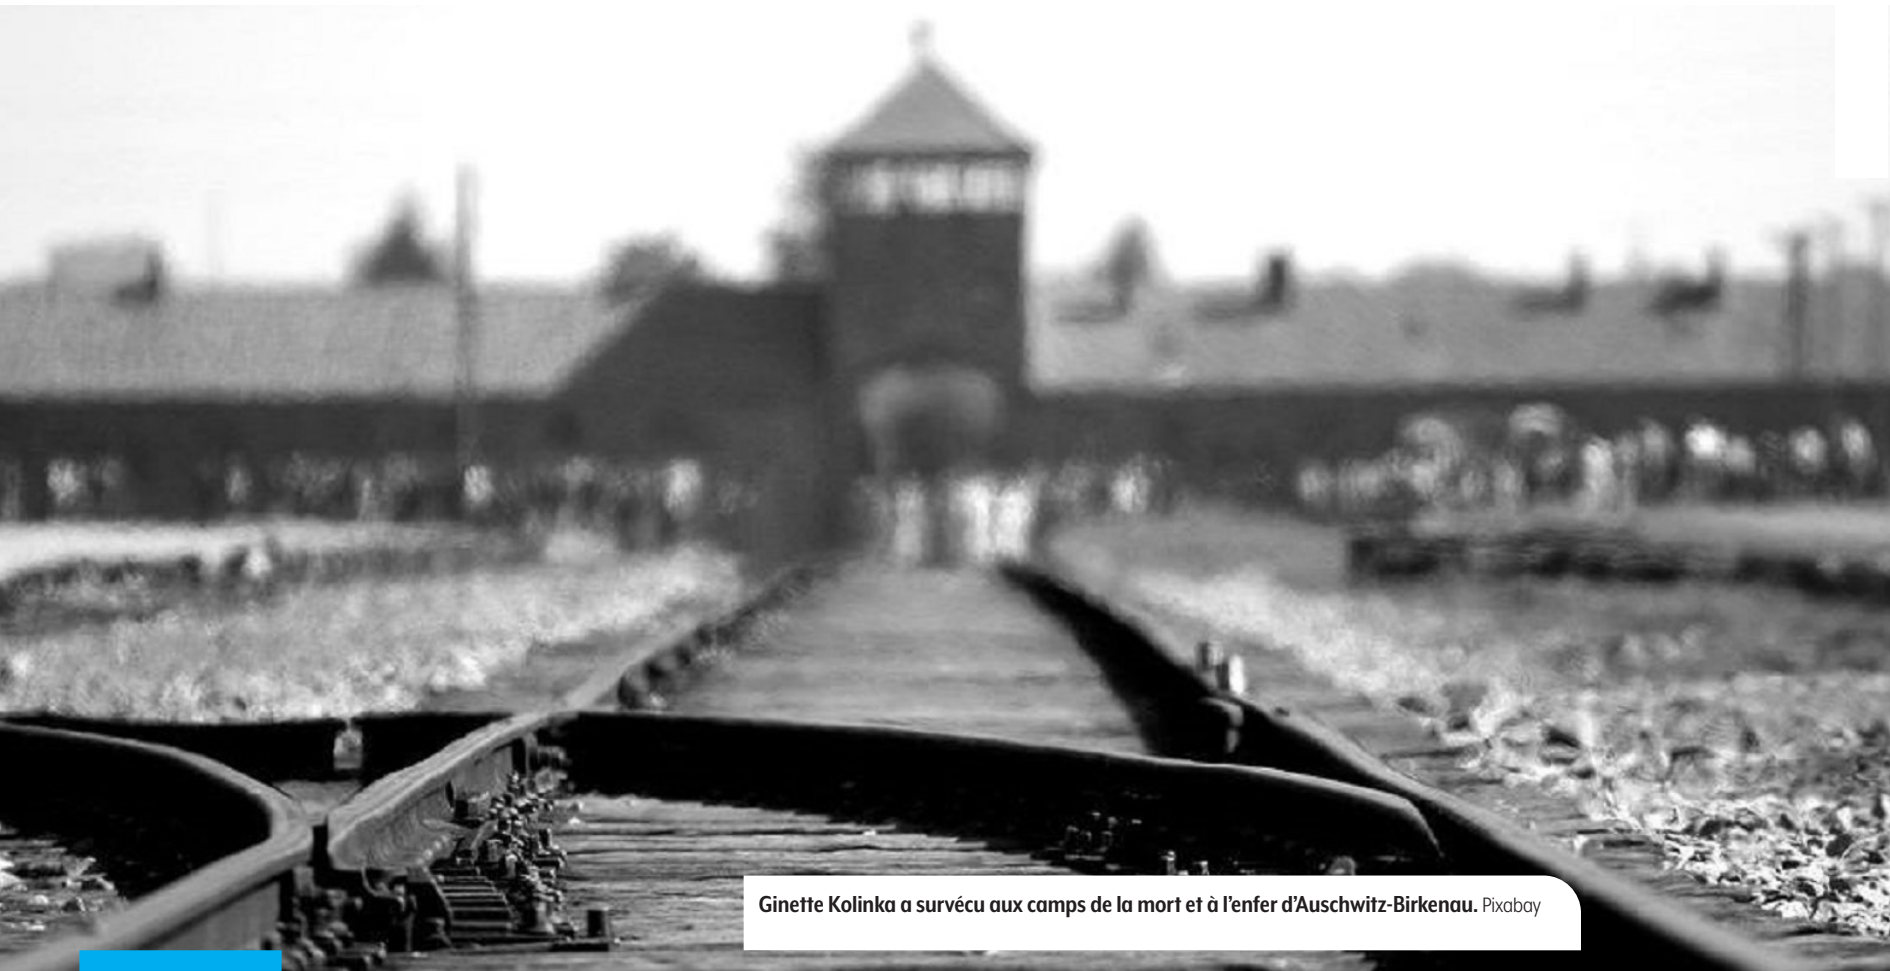 Ginette Kolinka a survécu aux camps de la mort et à l'enfer d'Auschwitz-Birkenau. Pixabay